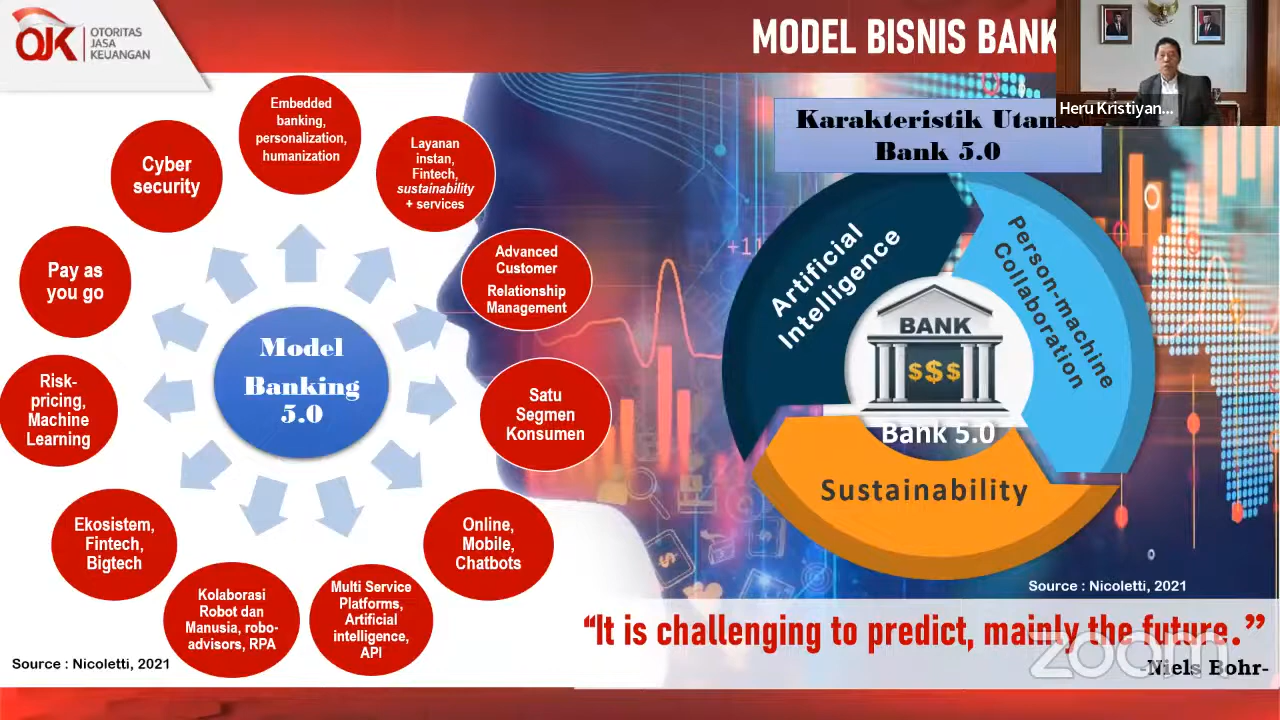 OJK
OTORITAS
JASA
KEUANGAN
MODEL BISNIS BANK
Heru Kristiyan...
Embedded
banking,
personalization,
humanization
Layanan
instan,
Fintech,
sustainability
+ services
Advanced
Customer
Relationship
Management
Satu
Segmen
Konsumen
Online,
Mobile,
Chatbots
Multi Service
Platforms,
Artificial
intelligence,
API
Kolaborasi
Robot dan
Manusia, robo-
advisors, RPA
Ekosistem,
Fintech,
Bigtech
Risk-
pricing,
Machine
Learning
Pay as
you go
Cyber
security
Model
Banking
5.0
Source : Nicoletti, 2021
Karakteristik Utama
Bank 5.0
Artificial
Intelligence
Person-machine
Collaboration
Sustainability
BANK
$$$
Bank 5.0
+11
Source : Nicoletti, 2021
“It is challenging to predict, mainly the future.”
-Niels Bohr-
zoom